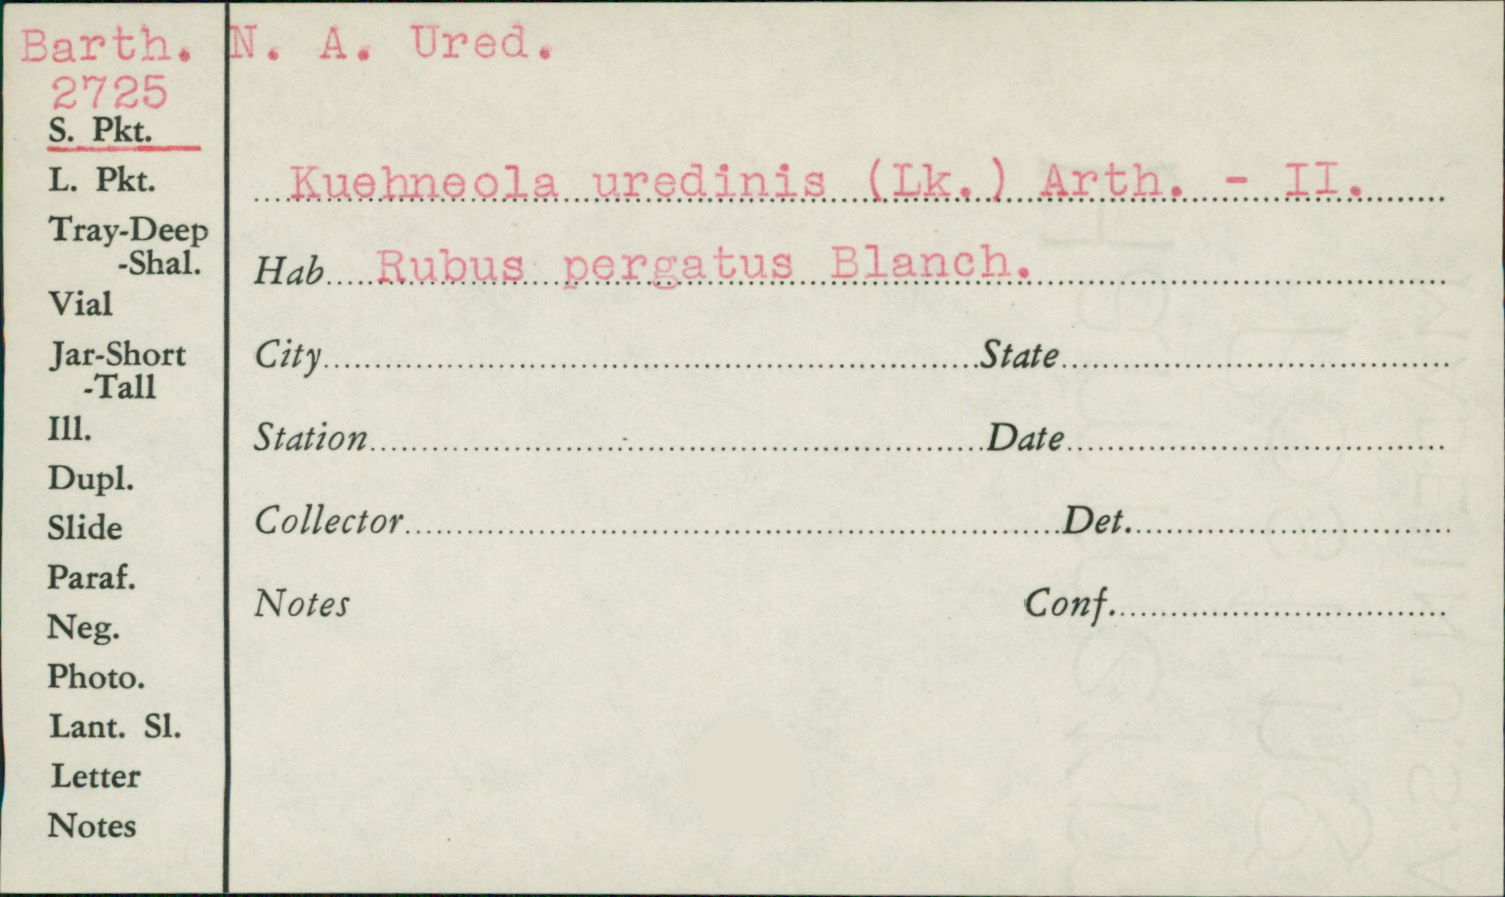 Barth. N. A. Ured.
2725
S. Pkt.
L. Pkt.
Kuehneola uredinis (Lk.) Arth. - II.
Tray-Deep
-Shal.
Hab Rubus pergatus Blanch.
Vial
Jar-Short
-Tall
City State
Ill.
Station Date
Dupl.
Slide
Collector Det.
Paraf.
Neg.
Notes Conf.
Photo.
Lant. Sl.
Letter
Notes